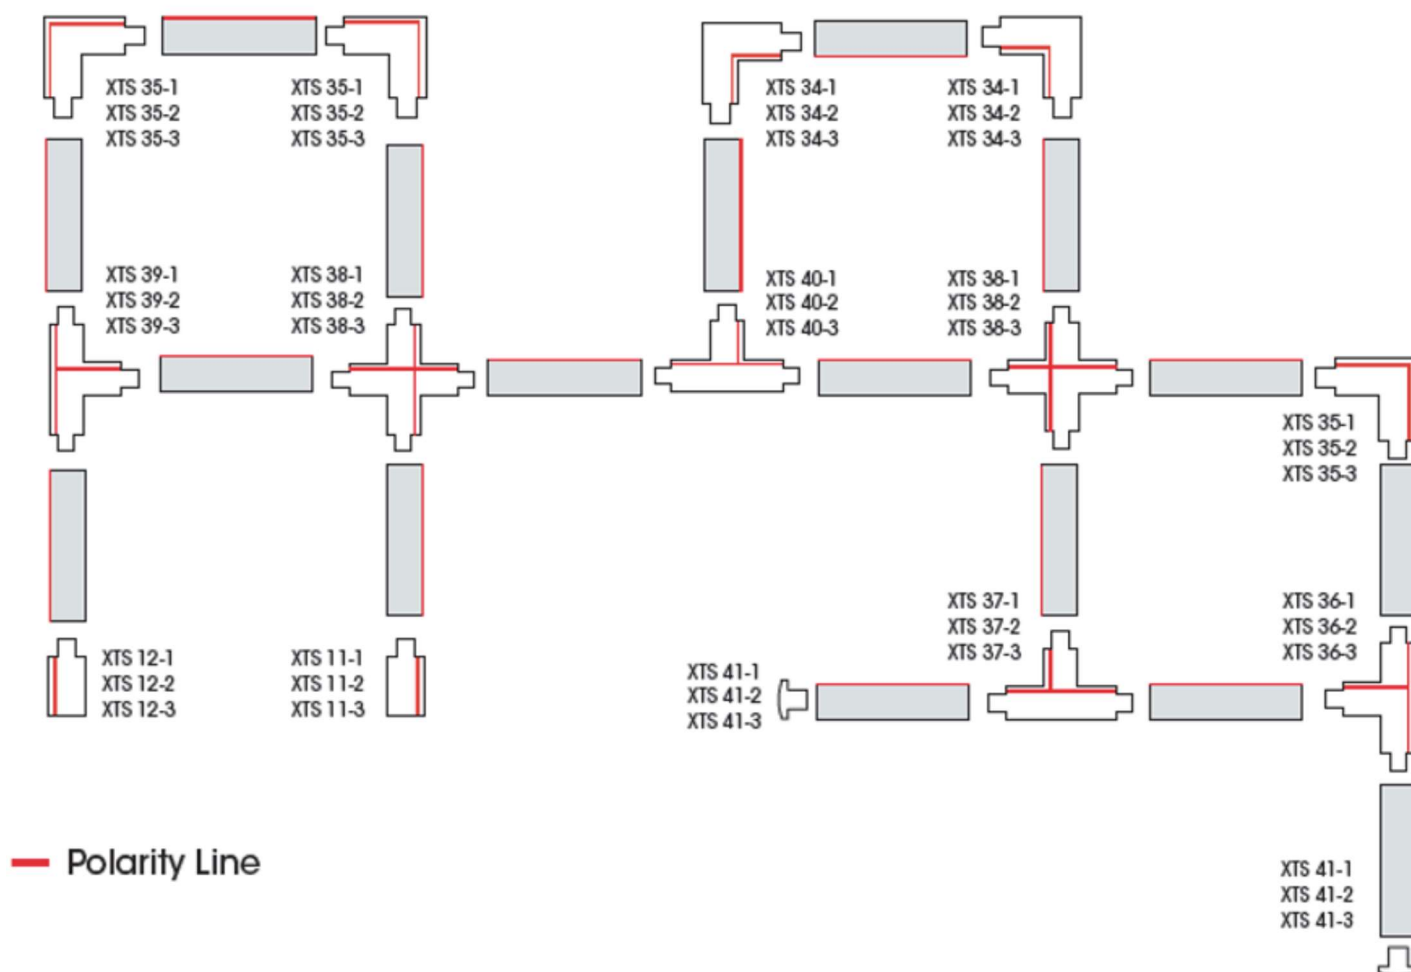 XTS 35-1
XTS 35-2
XTS 35-3
XTS 35-1
XTS 35-2
XTS 35-3
XTS 34-1
XTS 34-2
XTS 34-3
XTS 34-1
XTS 34-2
XTS 34-3
XTS 39-1
XTS 39-2
XTS 39-3
XTS 38-1
XTS 38-2
XTS 38-3
XTS 40-1
XTS 40-2
XTS 40-3
XTS 38-1
XTS 38-2
XTS 38-3
XTS 35-1
XTS 35-2
XTS 35-3
XTS 12-1
XTS 12-2
XTS 12-3
XTS 11-1
XTS 11-2
XTS 11-3
XTS 41-1
XTS 41-2
XTS 41-3
XTS 37-1
XTS 37-2
XTS 37-3
XTS 36-1
XTS 36-2
XTS 36-3
Polarity Line
XTS 41-1
XTS 41-2
XTS 41-3